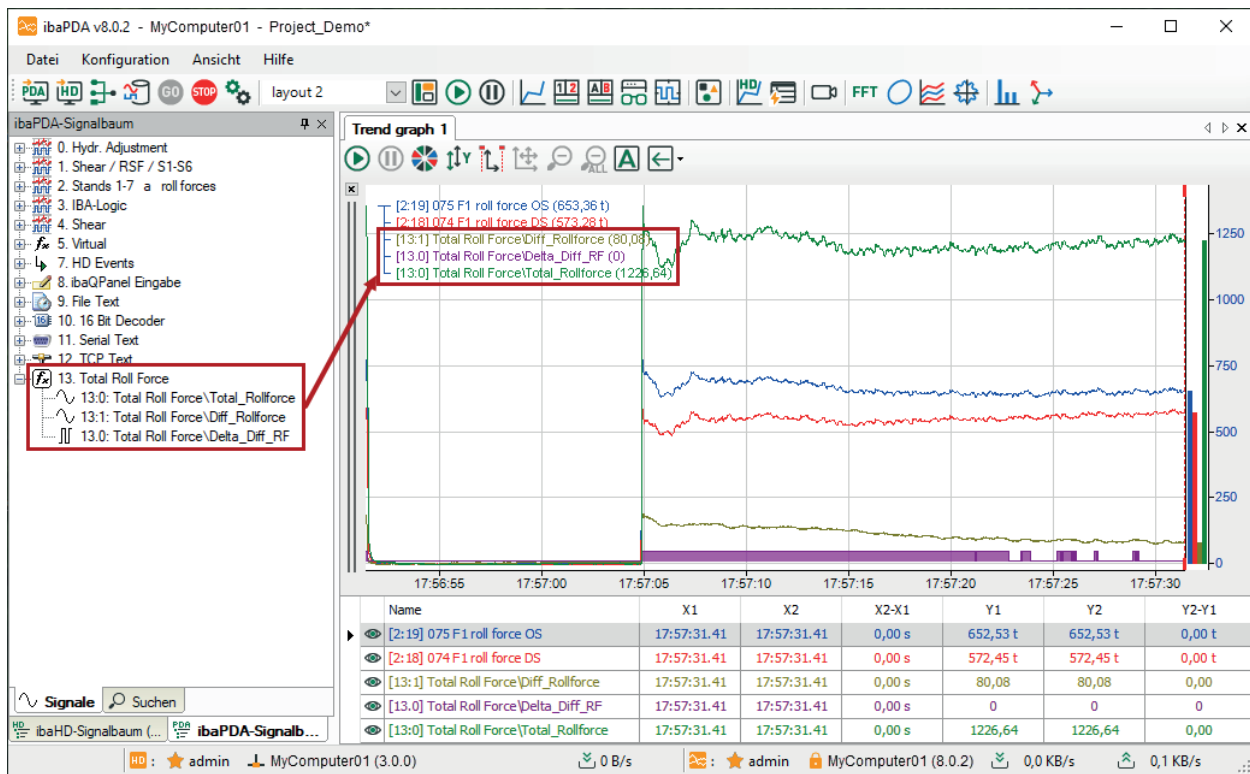 ibaPDA v8.0.2 - MyComputer01 - Project_Demo*
Datei Konfiguration Ansicht Hilfe
PDA HD GO STOP layout 2 12 AB HD FFT
ibaPDA-Signalbaum
0. Hydr. Adjustment
1. Shear / RSF / S1-S6
2. Stands 1-7 a roll forces
3. IBA-Logic
4. Shear
fx 5. Virtual
7. HD Events
8. ibaQPanel Eingabe
9. File Text
16 10. 16 Bit Decoder
11. Serial Text
12. TCP Text
fx 13. Total Roll Force
13:0: Total Roll Force\Total_Rollforce
13:1: Total Roll Force\Diff_Rollforce
13.0: Total Roll Force\Delta_Diff_RF
Signale Suchen
HD ibaHD-Signalbaum (... PDA ibaPDA-Signalb...
Trend graph 1
Y ALL A
[2:19] 075 F1 roll force OS (653,36 t)
[2:18] 074 F1 roll force DS (573,28 t)
[13:1] Total Roll Force\Diff_Rollforce (80,08)
[13.0] Total Roll Force\Delta_Diff_RF (0)
[13:0] Total Roll Force\Total_Rollforce (1226,64)
1250
1000
750
500
250
0
17:56:55 17:57:00 17:57:05 17:57:10 17:57:15 17:57:20 17:57:25 17:57:30
Name X1 X2 X2-X1 Y1 Y2 Y2-Y1
[2:19] 075 F1 roll force OS 17:57:31.41 17:57:31.41 0,00 s 652,53 t 652,53 t 0,00 t
[2:18] 074 F1 roll force DS 17:57:31.41 17:57:31.41 0,00 s 572,45 t 572,45 t 0,00 t
[13:1] Total Roll Force\Diff_Rollforce 17:57:31.41 17:57:31.41 0,00 s 80,08 80,08 0,00
[13.0] Total Roll Force\Delta_Diff_RF 17:57:31.41 17:57:31.41 0,00 s 0 0 0
[13:0] Total Roll Force\Total_Rollforce 17:57:31.41 17:57:31.41 0,00 s 1226,64 1226,64 0,00
HD : admin MyComputer01 (3.0.0) 0 B/s : admin MyComputer01 (8.0.2) 0,0 KB/s 0,1 KB/s